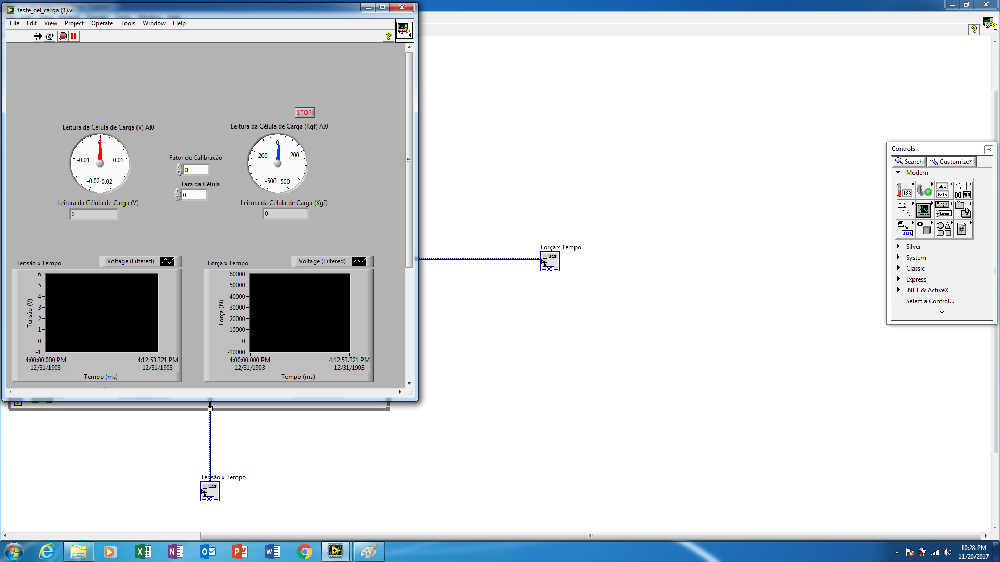 teste_cel_carga (1).vi
File Edit View Project Operate Tools Window Help
4
4
STOP
Leitura da Célula de Carga (V) AI0
Leitura da Célula de Carga (Kgf) AI0
0
-0.01 0.01
-0.02 0.02
Fator de Calibração
0
Tara da Célula
0
0
-200 200
-500 500
Leitura da Célula de Carga (V)
0
Leitura da Célula de Carga (Kgf)
0
Tensão x Tempo
Voltage (Filtered)
6
5
4
3
2
1
0
-1
Tensão (V)
4:00:00.000 PM
12/31/1903
4:12:53.321 PM
12/31/1903
Tempo (ms)
Força x Tempo
Voltage (Filtered)
60000
50000
40000
30000
20000
10000
0
-10000
Força (N)
4:00:00.000 PM
12/31/1903
4:12:53.321 PM
12/31/1903
Tempo (ms)
Força x Tempo
123
Tensão x Tempo
123
Controls
Search Customize
Modern
1.23
abc
Path
Ring
Enum
#
Silver
System
Classic
Express
.NET & ActiveX
Select a Control...
10:28 PM
11/20/2017